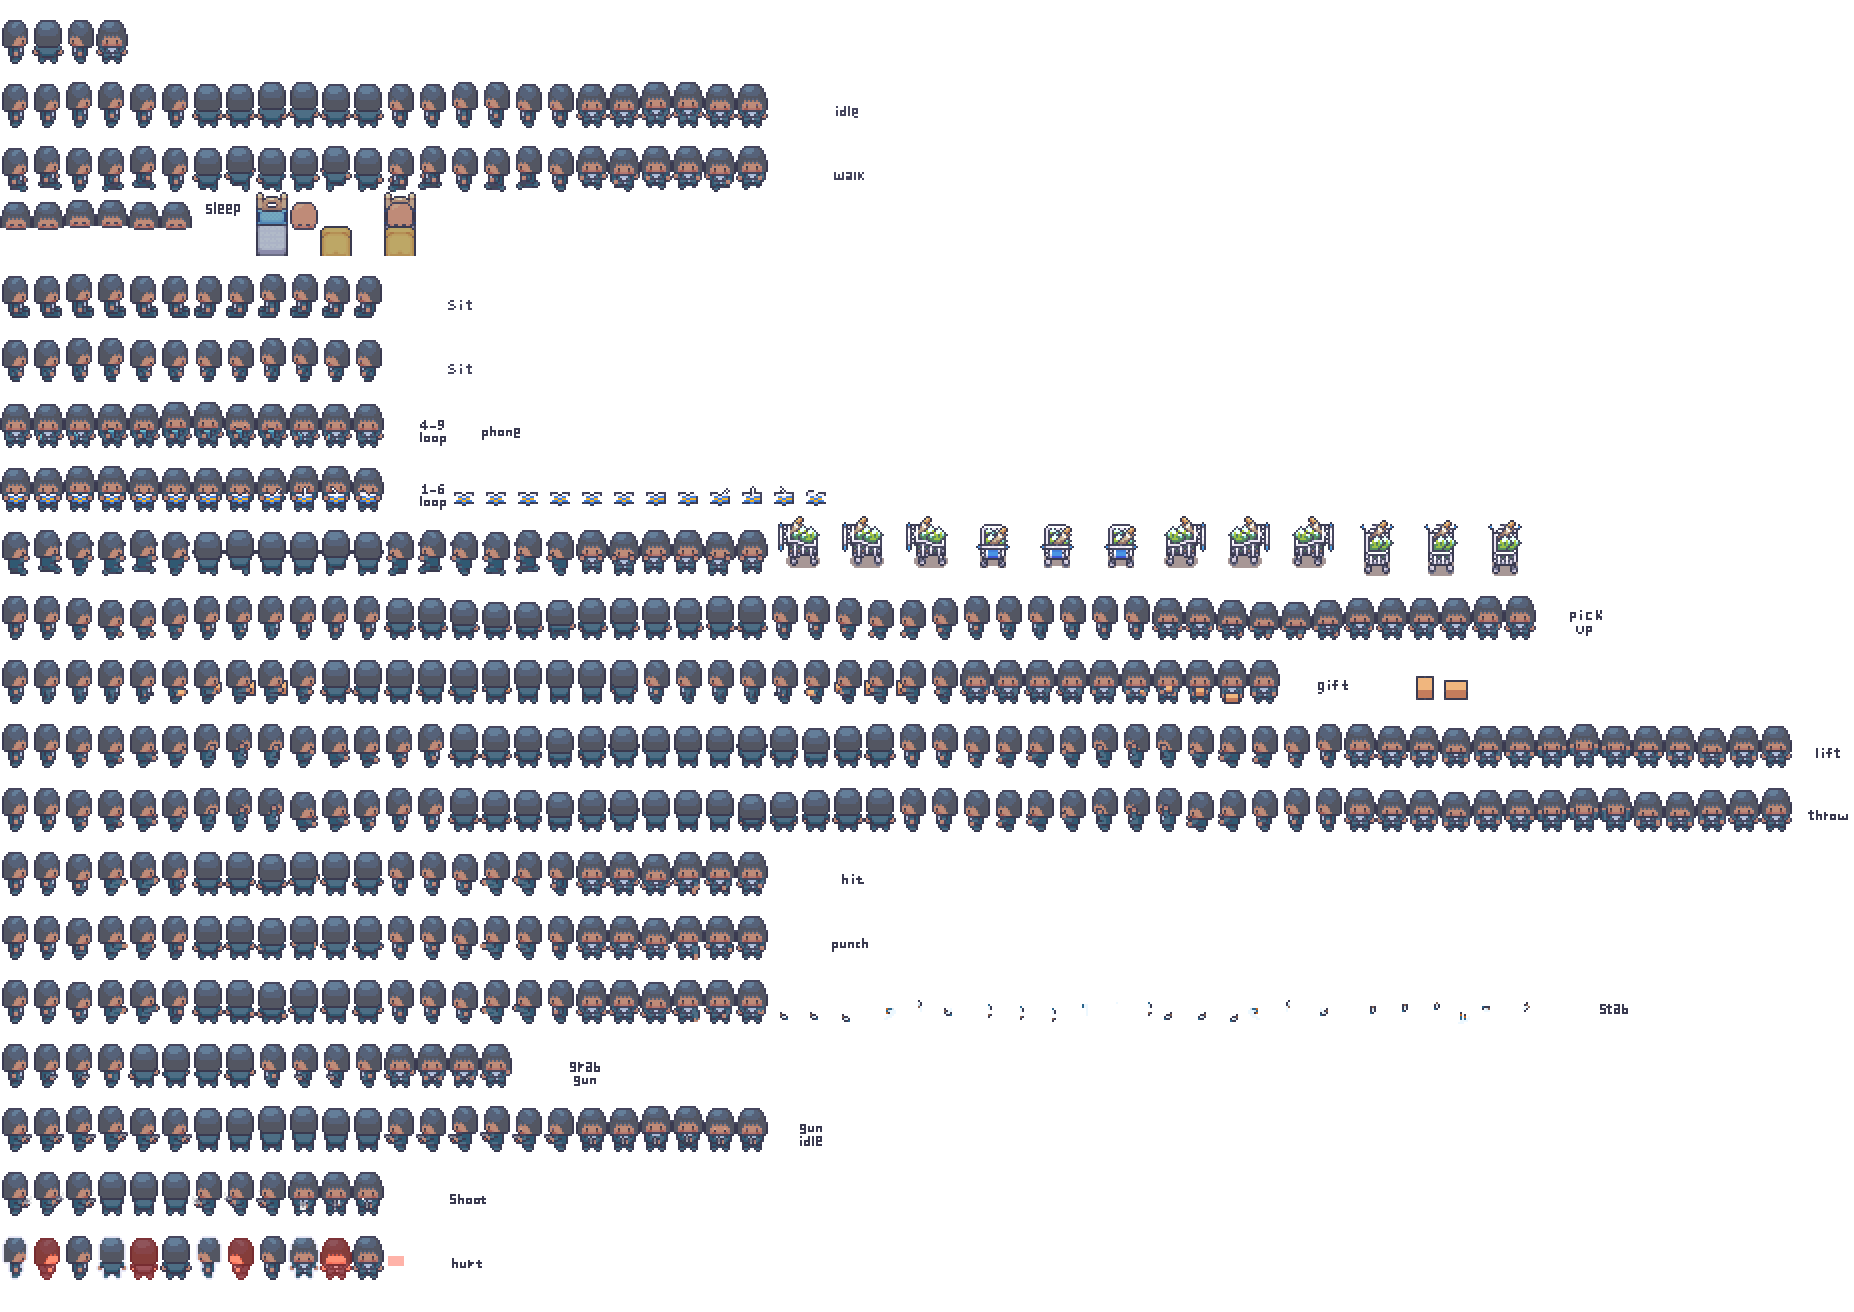 idle
walk
sleep
Sit
Sit
4-9
loop
phone
1-6
loop
pick
up
gift
lift
throw
hit
punch
Stab
grab
gun
gun
idle
Shoot
hurt